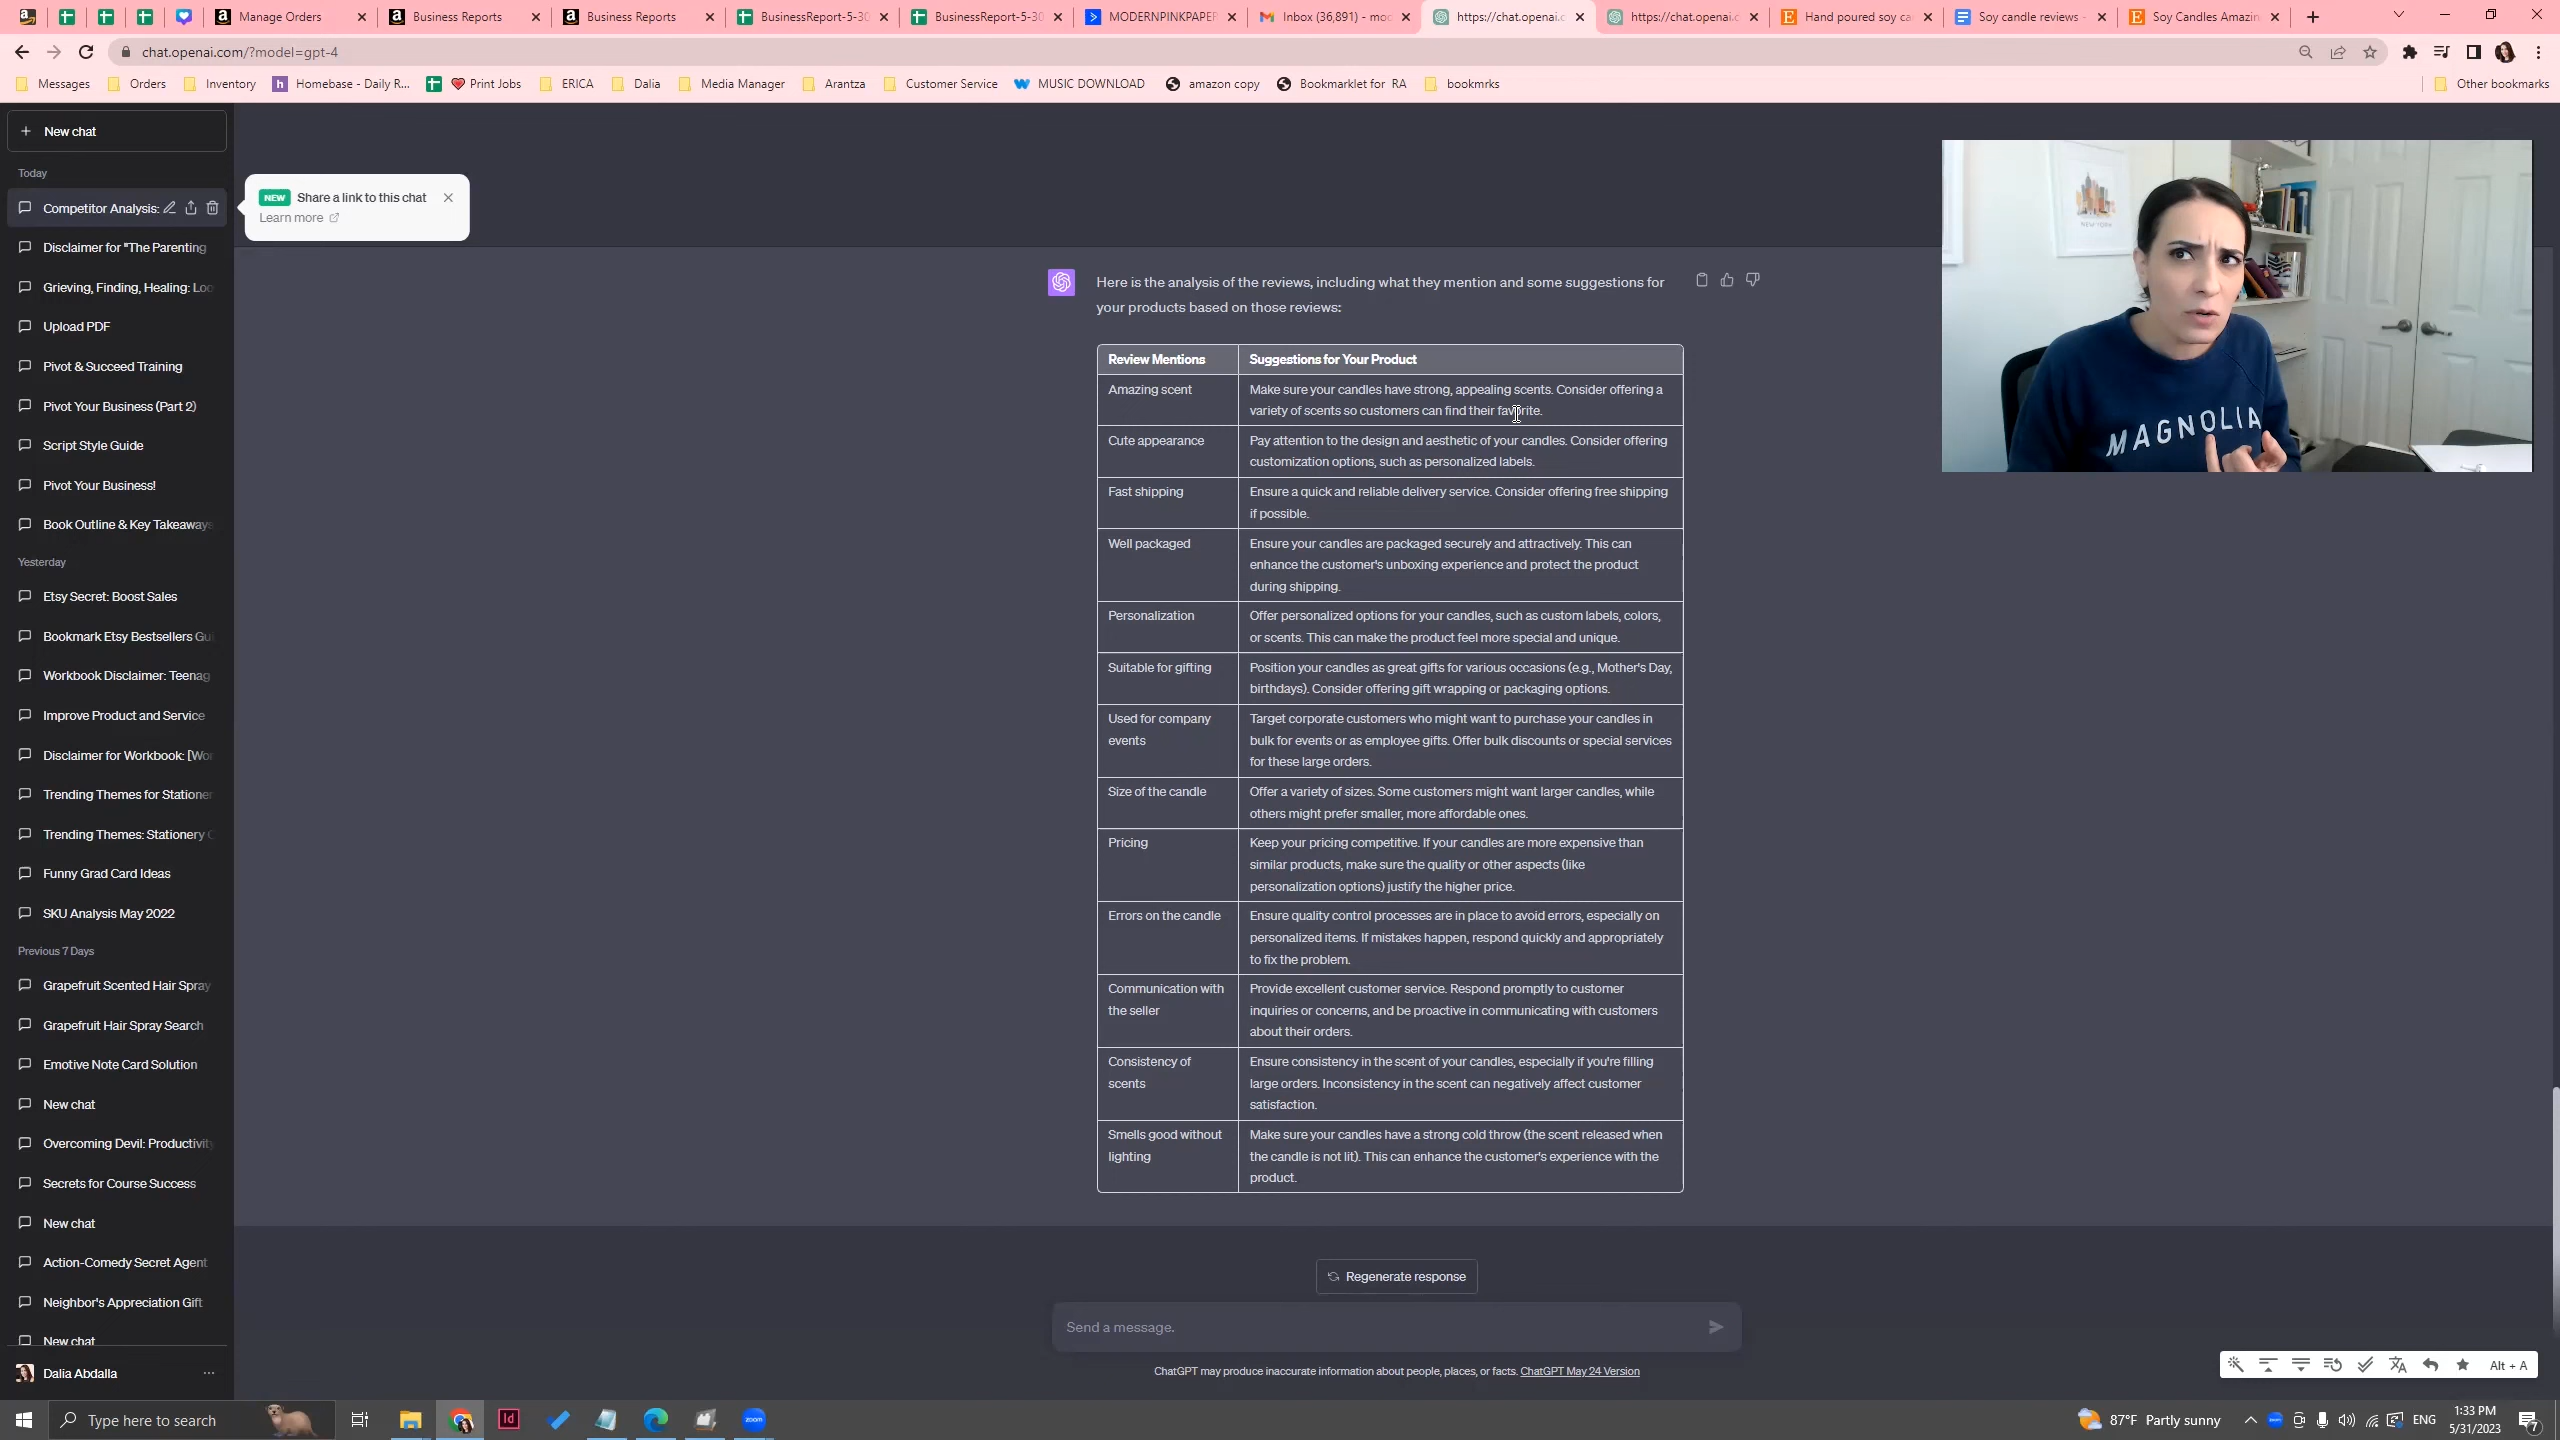 Manage Orders
Business Reports
Business Reports
BusinessReport-5-30
BusinessReport-5-30
MODERNPINKPAPER
Inbox (36,891) - mod
https://chat.openai.c
https://chat.openai.c
Hand poured soy ca
Soy candle reviews -
Soy Candles Amazin
chat.openai.com/?model=gpt-4
Messages
Orders
Inventory
Homebase - Daily R...
Print Jobs
ERICA
Dalia
Media Manager
Arantza
Customer Service
MUSIC DOWNLOAD
amazon copy
Bookmarklet for RA
bookmrks
Other bookmarks
New chat
Today
Competitor Analysis:
Disclaimer for "The Parenting
Grieving, Finding, Healing: Loo
Upload PDF
Pivot & Succeed Training
Pivot Your Business (Part 2)
Script Style Guide
Pivot Your Business!
Book Outline & Key Takeaways
Yesterday
Etsy Secret: Boost Sales
Bookmark Etsy Bestsellers Gui
Workbook Disclaimer: Teenag
Improve Product and Service
Disclaimer for Workbook: [Wor
Trending Themes for Stationer
Trending Themes: Stationery C
Funny Grad Card Ideas
SKU Analysis May 2022
Previous 7 Days
Grapefruit Scented Hair Spray
Grapefruit Hair Spray Search
Emotive Note Card Solution
New chat
Overcoming Devil: Productivity
Secrets for Course Success
New chat
Action-Comedy Secret Agent
Neighbor's Appreciation Gift
New chat
Dalia Abdalla
NEW Share a link to this chat
Learn more
Here is the analysis of the reviews, including what they mention and some suggestions for
your products based on those reviews:
Review Mentions
Suggestions for Your Product
Amazing scent
Make sure your candles have strong, appealing scents. Consider offering a
variety of scents so customers can find their favorite.
Cute appearance
Pay attention to the design and aesthetic of your candles. Consider offering
customization options, such as personalized labels.
Fast shipping
Ensure a quick and reliable delivery service. Consider offering free shipping
if possible.
Well packaged
Ensure your candles are packaged securely and attractively. This can
enhance the customer's unboxing experience and protect the product
during shipping.
Personalization
Offer personalized options for your candles, such as custom labels, colors,
or scents. This can make the product feel more special and unique.
Suitable for gifting
Position your candles as great gifts for various occasions (e.g., Mother's Day,
birthdays). Consider offering gift wrapping or packaging options.
Used for company
events
Target corporate customers who might want to purchase your candles in
bulk for events or as employee gifts. Offer bulk discounts or special services
for these large orders.
Size of the candle
Offer a variety of sizes. Some customers might want larger candles, while
others might prefer smaller, more affordable ones.
Pricing
Keep your pricing competitive. If your candles are more expensive than
similar products, make sure the quality or other aspects (like
personalization options) justify the higher price.
Errors on the candle
Ensure quality control processes are in place to avoid errors, especially on
personalized items. If mistakes happen, respond quickly and appropriately
to fix the problem.
Communication with
the seller
Provide excellent customer service. Respond promptly to customer
inquiries or concerns, and be proactive in communicating with customers
about their orders.
Consistency of
scents
Ensure consistency in the scent of your candles, especially if you're filling
large orders. Inconsistency in the scent can negatively affect customer
satisfaction.
Smells good without
lighting
Make sure your candles have a strong cold throw (the scent released when
the candle is not lit). This can enhance the customer's experience with the
product.
Regenerate response
Send a message.
ChatGPT may produce inaccurate information about people, places, or facts. ChatGPT May 24 Version
NEW YORK
MAGNOLIA
Alt + A
Type here to search
Id
zoom
87°F Partly sunny
ENG
1:33 PM
5/31/2023
7